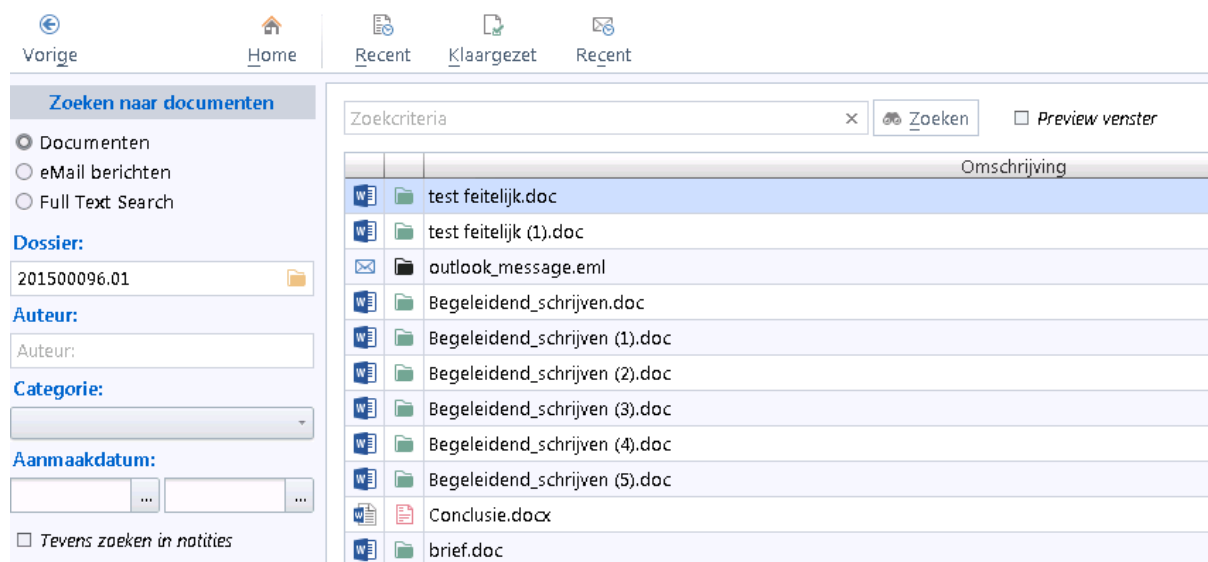 Vorige Home Recent Klaargezet Recent
Zoeken naar documenten
Documenten
eMail berichten
Full Text Search
Dossier:
201500096.01
Auteur:
Auteur:
Categorie:
Aanmaakdatum:
... ...
Tevens zoeken in notities
Zoekcriteria Zoeken Preview venster
Omschrijving
test feitelijk.doc
test feitelijk (1).doc
outlook_message.eml
Begeleidend_schrijven.doc
Begeleidend_schrijven (1).doc
Begeleidend_schrijven (2).doc
Begeleidend_schrijven (3).doc
Begeleidend_schrijven (4).doc
Begeleidend_schrijven (5).doc
Conclusie.docx
brief.doc